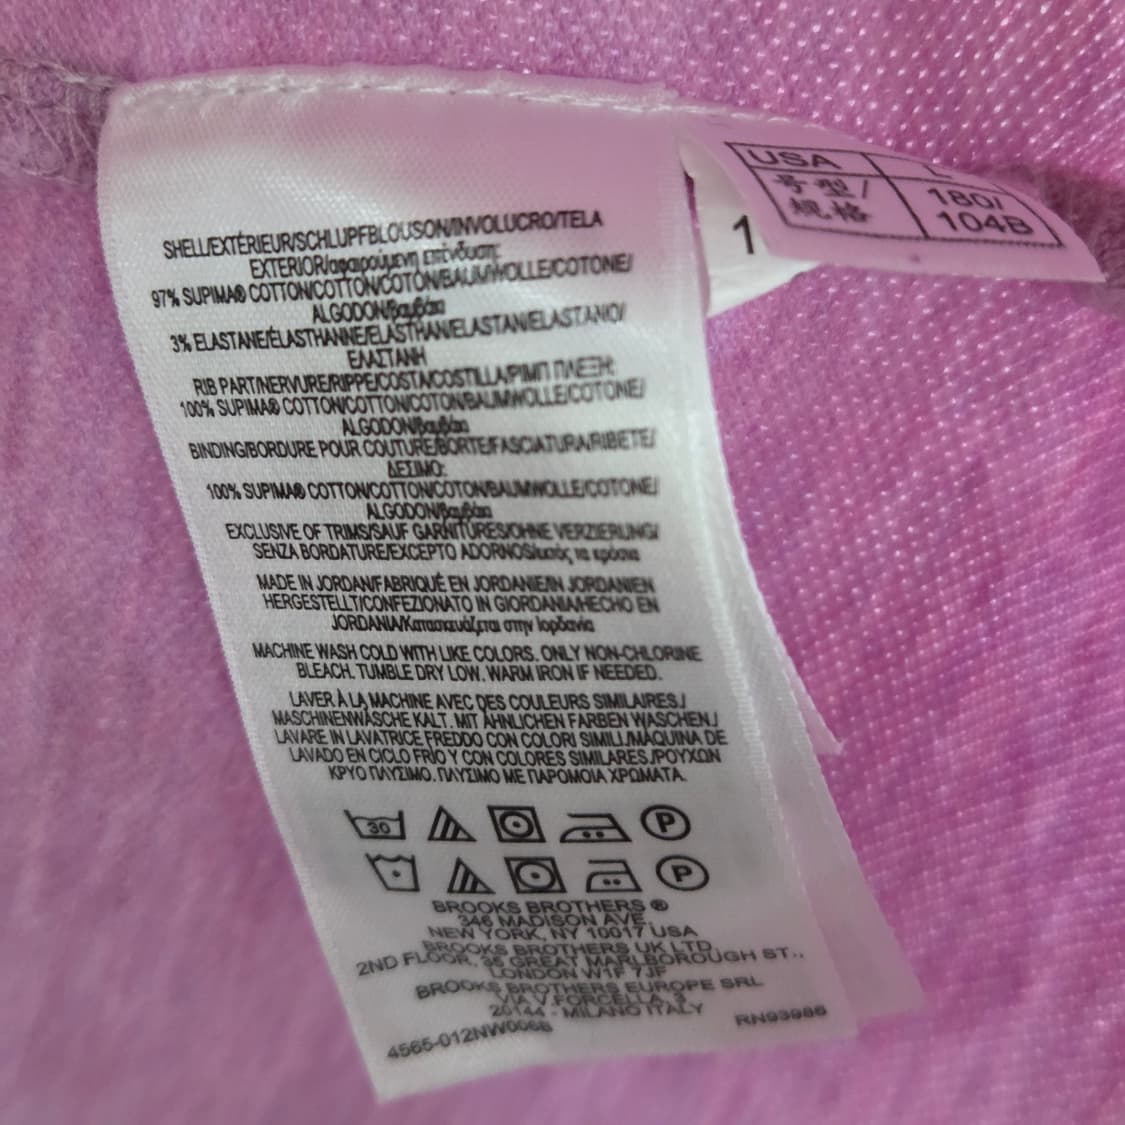 SHELL/EXTÉRIEUR/SCHLUPFBLOUSON/INVOLUCRO/TELA
EXTERIOR/αφαιρούμενη επένδυση:
97% SUPIMA® COTTON/COTTON/COTON/BAUMWOLLE/COTONE/
ALGODON/βαμβάκι
3% ELASTANE/ÉLASTHANNE/ELASTHAN/ELASTAN/ELASTANO/
ΕΛΑΣΤΑΝΗ
RIB PART/NERVURE/RIPPE/COSTA/COSTILLA/ΡΙΜΠ ΠΛΕΞΗ:
100% SUPIMA® COTTON/COTTON/COTON/BAUMWOLLE/COTONE/
ALGODON/βαμβάκι
BINDING/BORDURE POUR COUTURE/BORTE/FASCIATURA/RIBETE/
ΔΕΣΙΜΟ:
100% SUPIMA® COTTON/COTTON/COTON/BAUMWOLLE/COTONE/
ALGODON/βαμβάκι
EXCLUSIVE OF TRIMS/SAUF GARNITURES/OHNE VERZIERUNG/
SENZA BORDATURE/EXCEPTO ADORNOS/εκτός τα κρόσια
MADE IN JORDAN/FABRIQUÉ EN JORDANIE/IN JORDANIEN
HERGESTELLT/CONFEZIONATO IN GIORDANIA/HECHO EN
JORDANIA/Κατασκευάζεται στην Ιορδανία
MACHINE WASH COLD WITH LIKE COLORS. ONLY NON-CHLORINE
BLEACH. TUMBLE DRY LOW. WARM IRON IF NEEDED.
LAVER À LA MACHINE AVEC DES COULEURS SIMILAIRES./
MASCHINENWÄSCHE KALT. MIT ÄHNLICHEN FARBEN WASCHEN./
LAVARE IN LAVATRICE FREDDO CON COLORI SIMILI./MAQUINA DE
LAVADO EN CICLO FRÍO Y CON COLORES SIMILARES./ΡΟΥΧΩΝ
ΚΡΥΟ ΠΛΥΣΙΜΟ. ΠΛΥΣΙΜΟ ΜΕ ΠΑΡΟΜΟΙΑ ΧΡΩΜΑΤΑ.
30 P
P
BROOKS BROTHERS ®
346 MADISON AVE.
NEW YORK, NY 10017 USA
BROOKS BROTHERS UK LTD.
2ND FLOOR, 35 GREAT MARLBOROUGH ST.,
LONDON W1F 7JF
BROOKS BROTHERS EUROPE SRL
VIA V.FORCELLA, 3
20144 - MILANO ITALY
4565-012NW006B RN93986
USA L
号型/ 180/
规格 104B
1